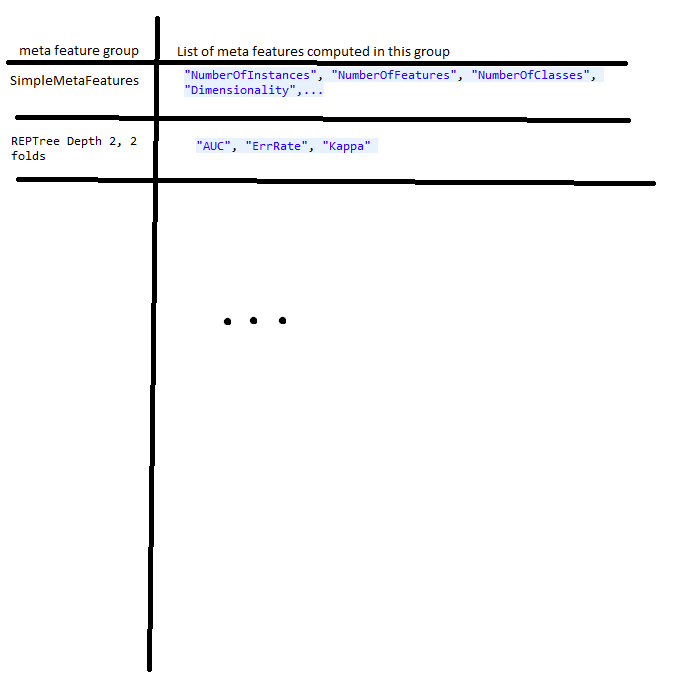 meta feature group
List of meta features computed in this group
SimpleMetaFeatures
"NumberOfInstances", "NumberOfFeatures", "NumberOfClasses",
"Dimensionality",...
REPTree Depth 2, 2
folds
"AUC", "ErrRate", "Kappa"
. . .